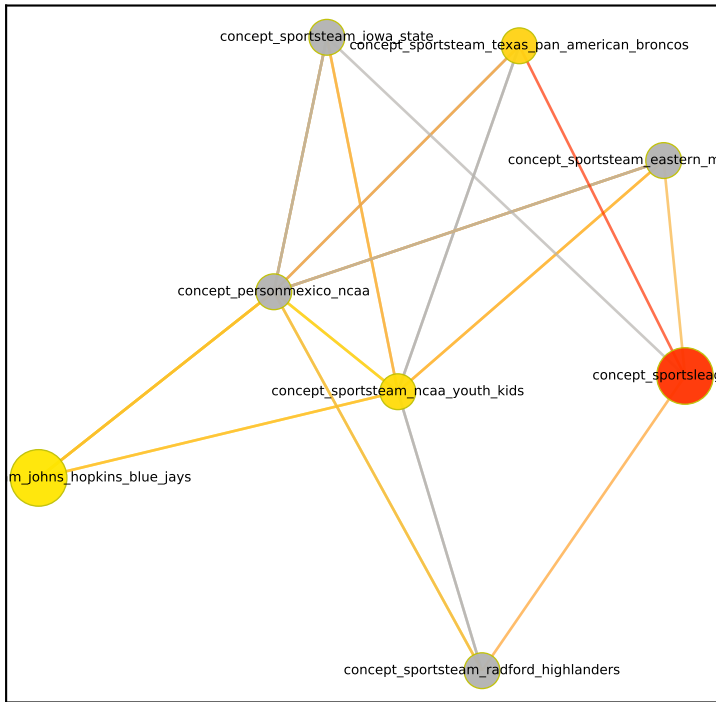 concept_sportsteam_iowa_state
concept_sportsteam_texas_pan_american_broncos
concept_sportsteam_eastern_m
concept_personmexico_ncaa
concept_sportsleag
concept_sportsteam_ncaa_youth_kids
m_johns_hopkins_blue_jays
concept_sportsteam_radford_highlanders